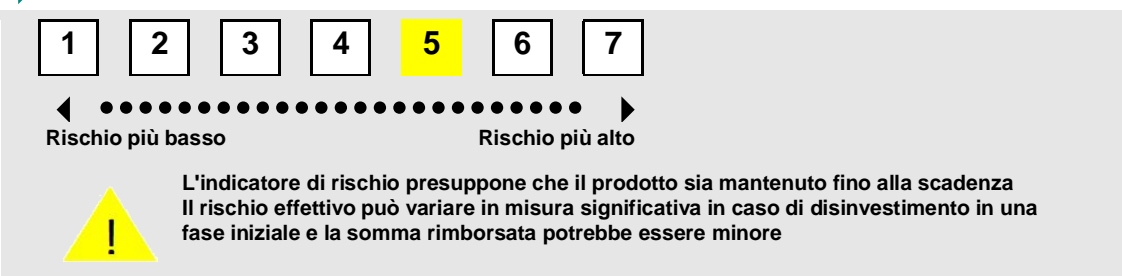 1 2 3 4 5 6 7
Rischio più basso Rischio più alto
L'indicatore di rischio presuppone che il prodotto sia mantenuto fino alla scadenza
Il rischio effettivo può variare in misura significativa in caso di disinvestimento in una
fase iniziale e la somma rimborsata potrebbe essere minore
!